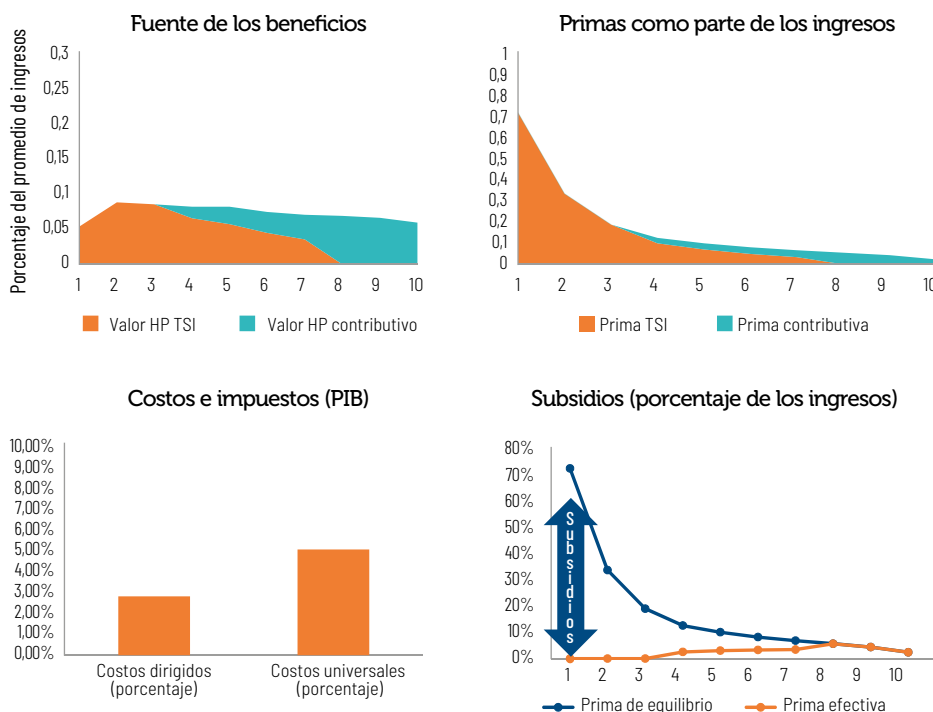 Fuente de los beneficios
Porcentaje del promedio de ingresos
0,3
0,25
0,2
0,15
0,1
0,05
0
1 2 3 4 5 6 7 8 9 10
Valor HP TSI Valor HP contributivo
Primas como parte de los ingresos
1
0,9
0,8
0,7
0,6
0,5
0,4
0,3
0,2
0,1
0
1 2 3 4 5 6 7 8 9 10
Prima TSI Prima contributiva
Costos e impuestos (PIB)
10,00%
9,00%
8,00%
7,00%
6,00%
5,00%
4,00%
3,00%
2,00%
1,00%
0,00%
Costos dirigidos
(porcentaje)
Costos universales
(porcentaje)
Subsidios (porcentaje de los ingresos)
80%
70%
60%
50%
40%
30%
20%
10%
0%
Subsidios
1 2 3 4 5 6 7 8 9 10
Prima de equilibrio Prima efectiva